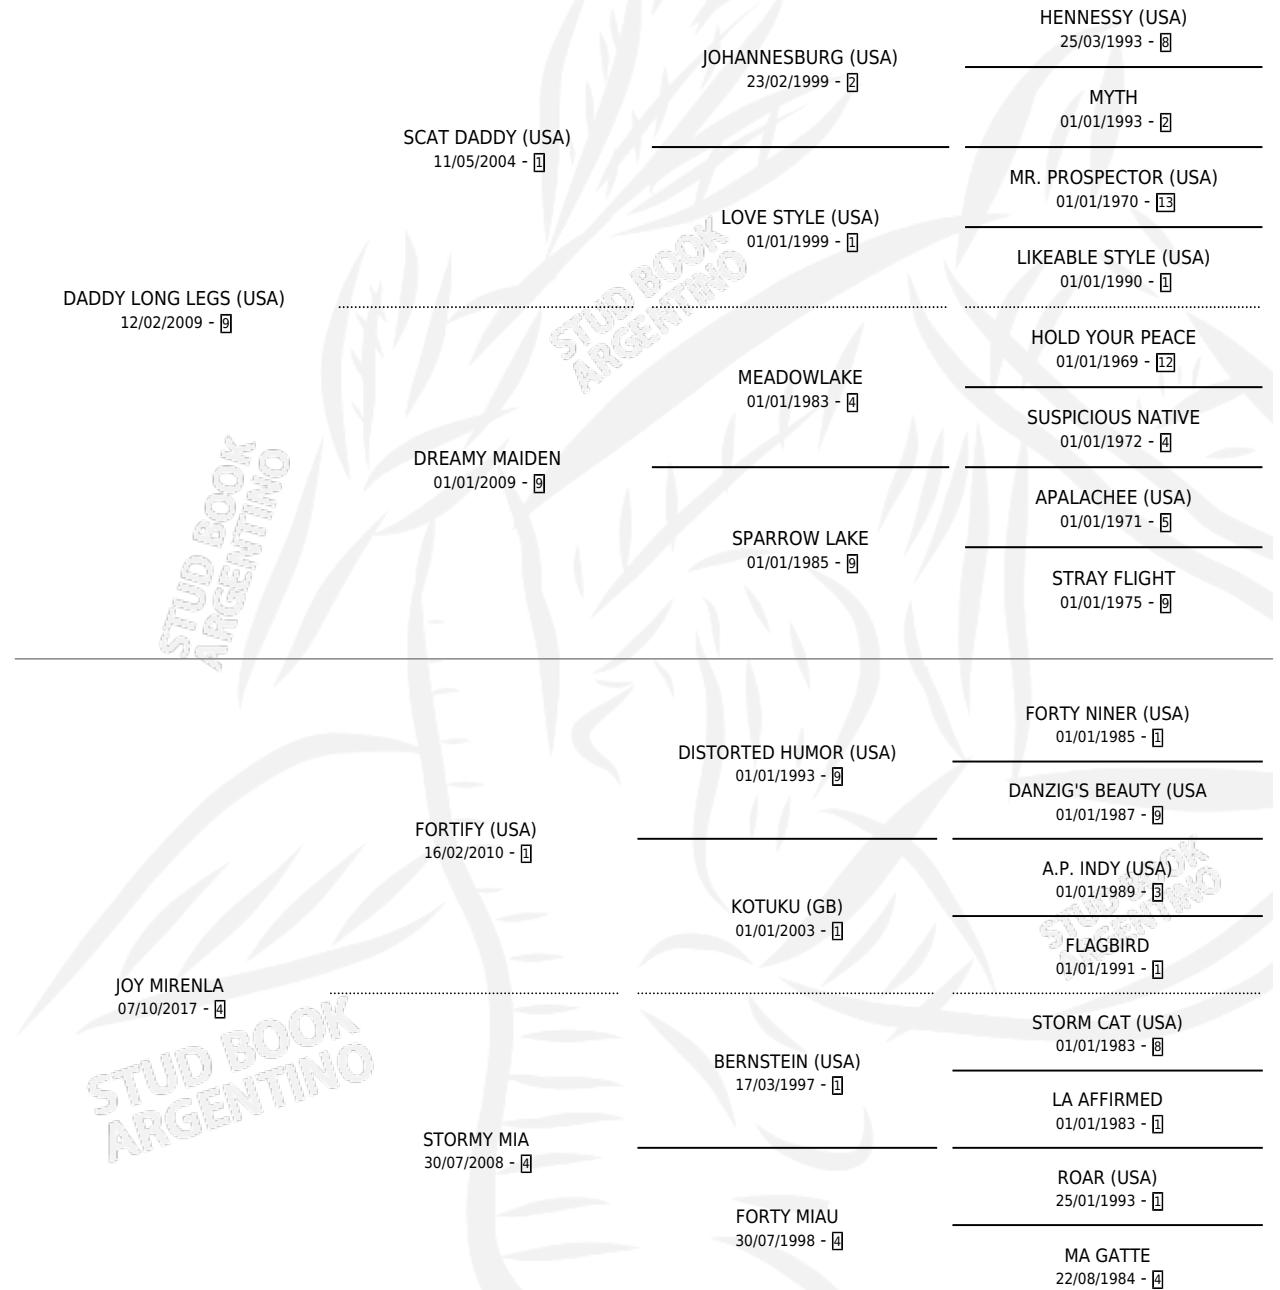 HENNESSY (USA)
25/03/1993 - 8
JOHANNESBURG (USA)
23/02/1999 - 2
MYTH
01/01/1993 - 2
SCAT DADDY (USA)
11/05/2004 - 1
MR. PROSPECTOR (USA)
01/01/1970 - 13
LOVE STYLE (USA)
01/01/1999 - 1
LIKEABLE STYLE (USA)
01/01/1990 - 1
DADDY LONG LEGS (USA)
12/02/2009 - 9
STUD BOOK
ARGENTINO
HOLD YOUR PEACE
01/01/1969 - 12
MEADOWLAKE
01/01/1983 - 4
SUSPICIOUS NATIVE
01/01/1972 - 4
DREAMY MAIDEN
01/01/2009 - 9
APALACHEE (USA)
01/01/1971 - 5
SPARROW LAKE
01/01/1985 - 9
STRAY FLIGHT
01/01/1975 - 9
STUD BOOK
ARGENTINO
FORTY NINER (USA)
01/01/1985 - 1
DISTORTED HUMOR (USA)
01/01/1993 - 9
DANZIG'S BEAUTY (USA
01/01/1987 - 9
FORTIFY (USA)
16/02/2010 - 1
A.P. INDY (USA)
01/01/1989 - 3
KOTUKU (GB)
01/01/2003 - 1
STUD BOOK
ARGENTINO
FLAGBIRD
01/01/1991 - 1
JOY MIRENLA
07/10/2017 - 4
STUD BOOK
ARGENTINO
STORM CAT (USA)
01/01/1983 - 8
BERNSTEIN (USA)
17/03/1997 - 1
LA AFFIRMED
01/01/1983 - 1
STORMY MIA
30/07/2008 - 4
ROAR (USA)
25/01/1993 - 1
FORTY MIAU
30/07/1998 - 4
MA GATTE
22/08/1984 - 4